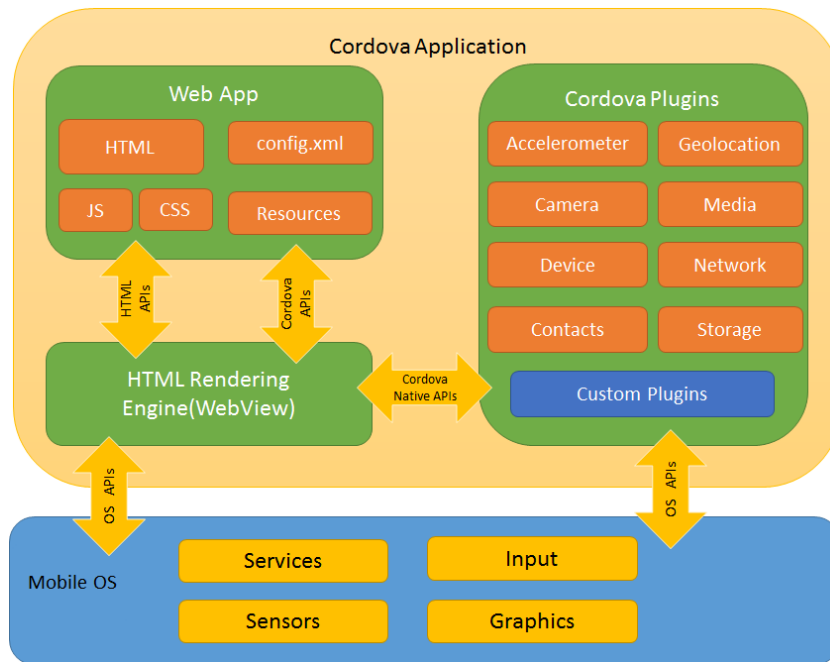 Cordova Application
Web App
HTML
config.xml
JS
CSS
Resources
Cordova Plugins
Accelerometer
Geolocation
Camera
Media
Device
Network
Contacts
Storage
Custom Plugins
HTML
APIs
Cordova
APIs
HTML Rendering
Engine(WebView)
Cordova
Native APIs
OS APIs
OS APIs
Mobile OS
Services
Input
Sensors
Graphics